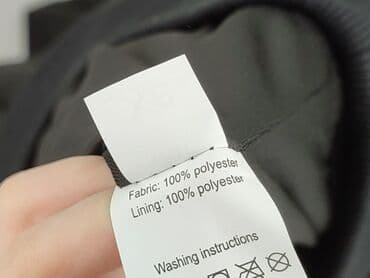 Fabric: 100% polyester
Lining: 100% polyester
Washing instructions